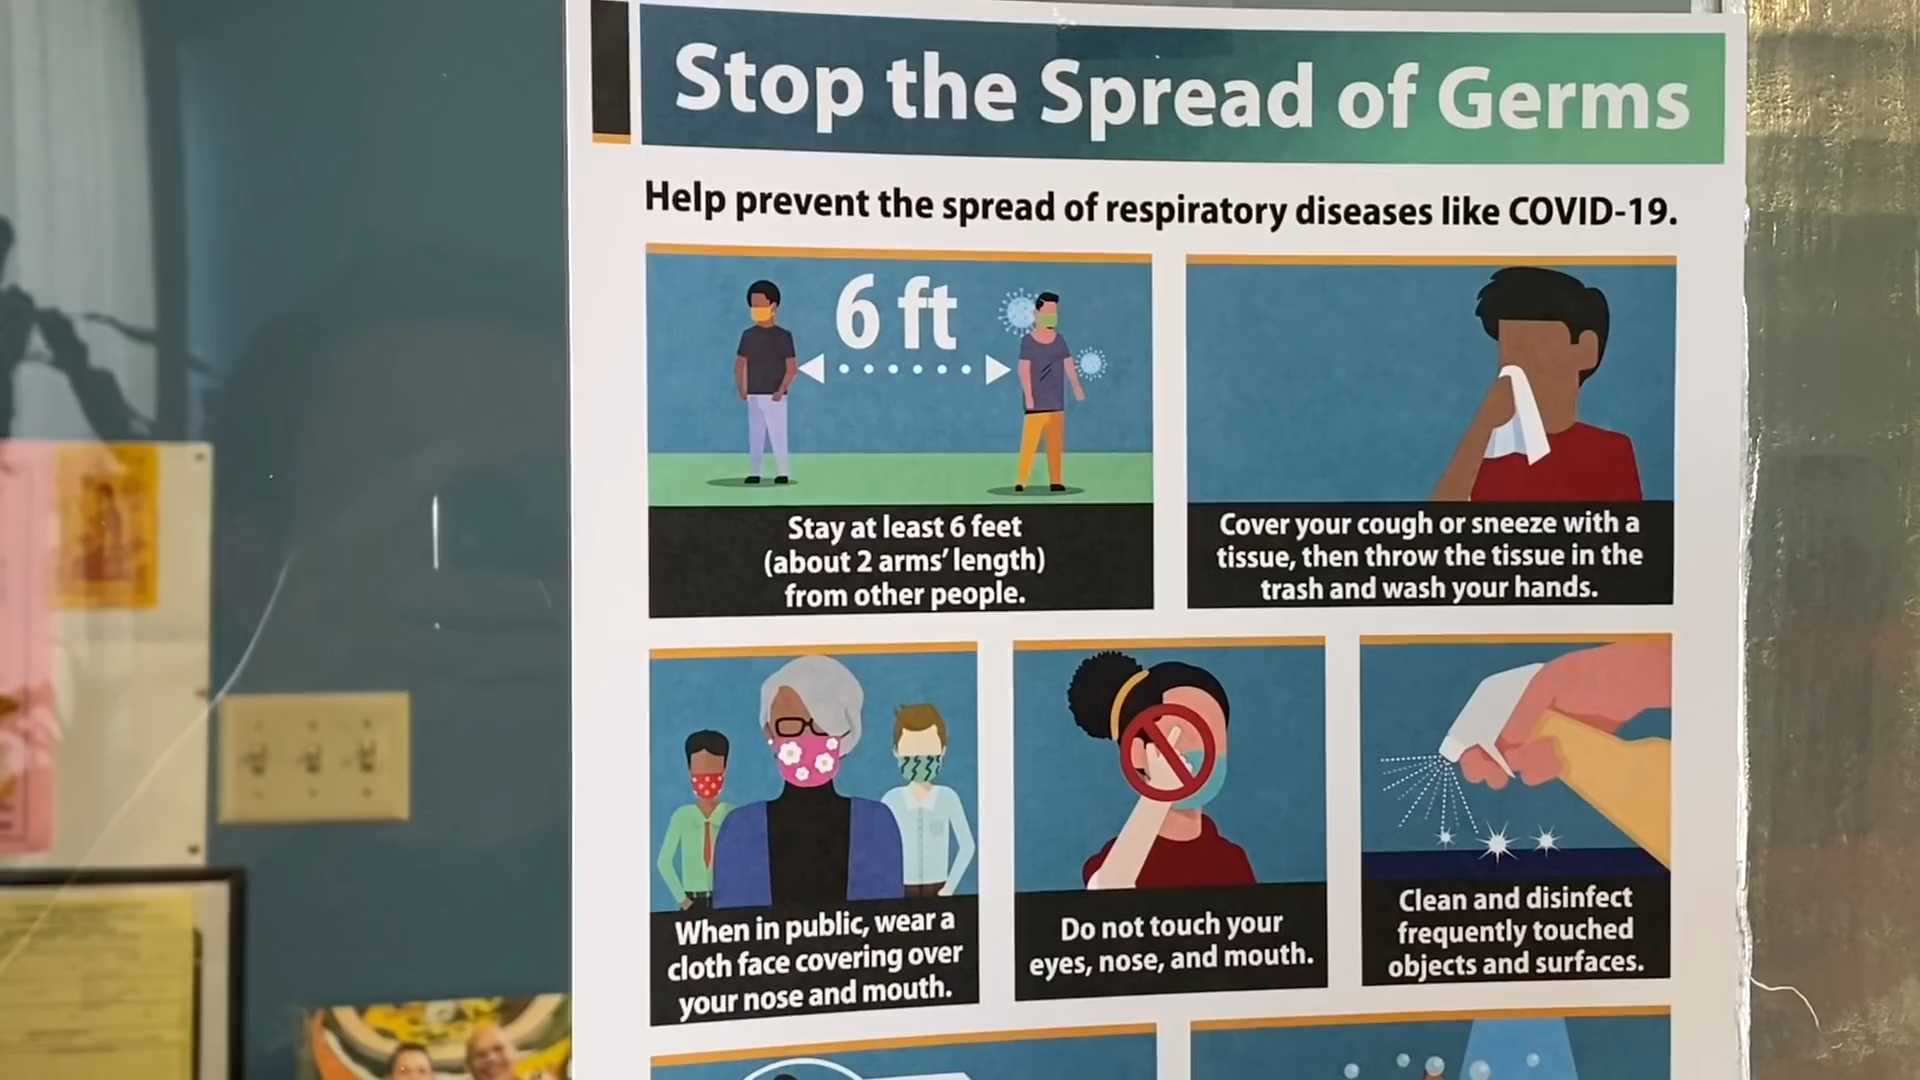 Stop the Spread of Germs
Help prevent the spread of respiratory diseases like COVID-19.
6 ft
Stay at least 6 feet
(about 2 arms' length)
from other people.
Cover your cough or sneeze with a
tissue, then throw the tissue in the
trash and wash your hands.
When in public, wear a
cloth face covering over
your nose and mouth.
Do not touch your
eyes, nose, and mouth.
Clean and disinfect
frequently touched
objects and surfaces.